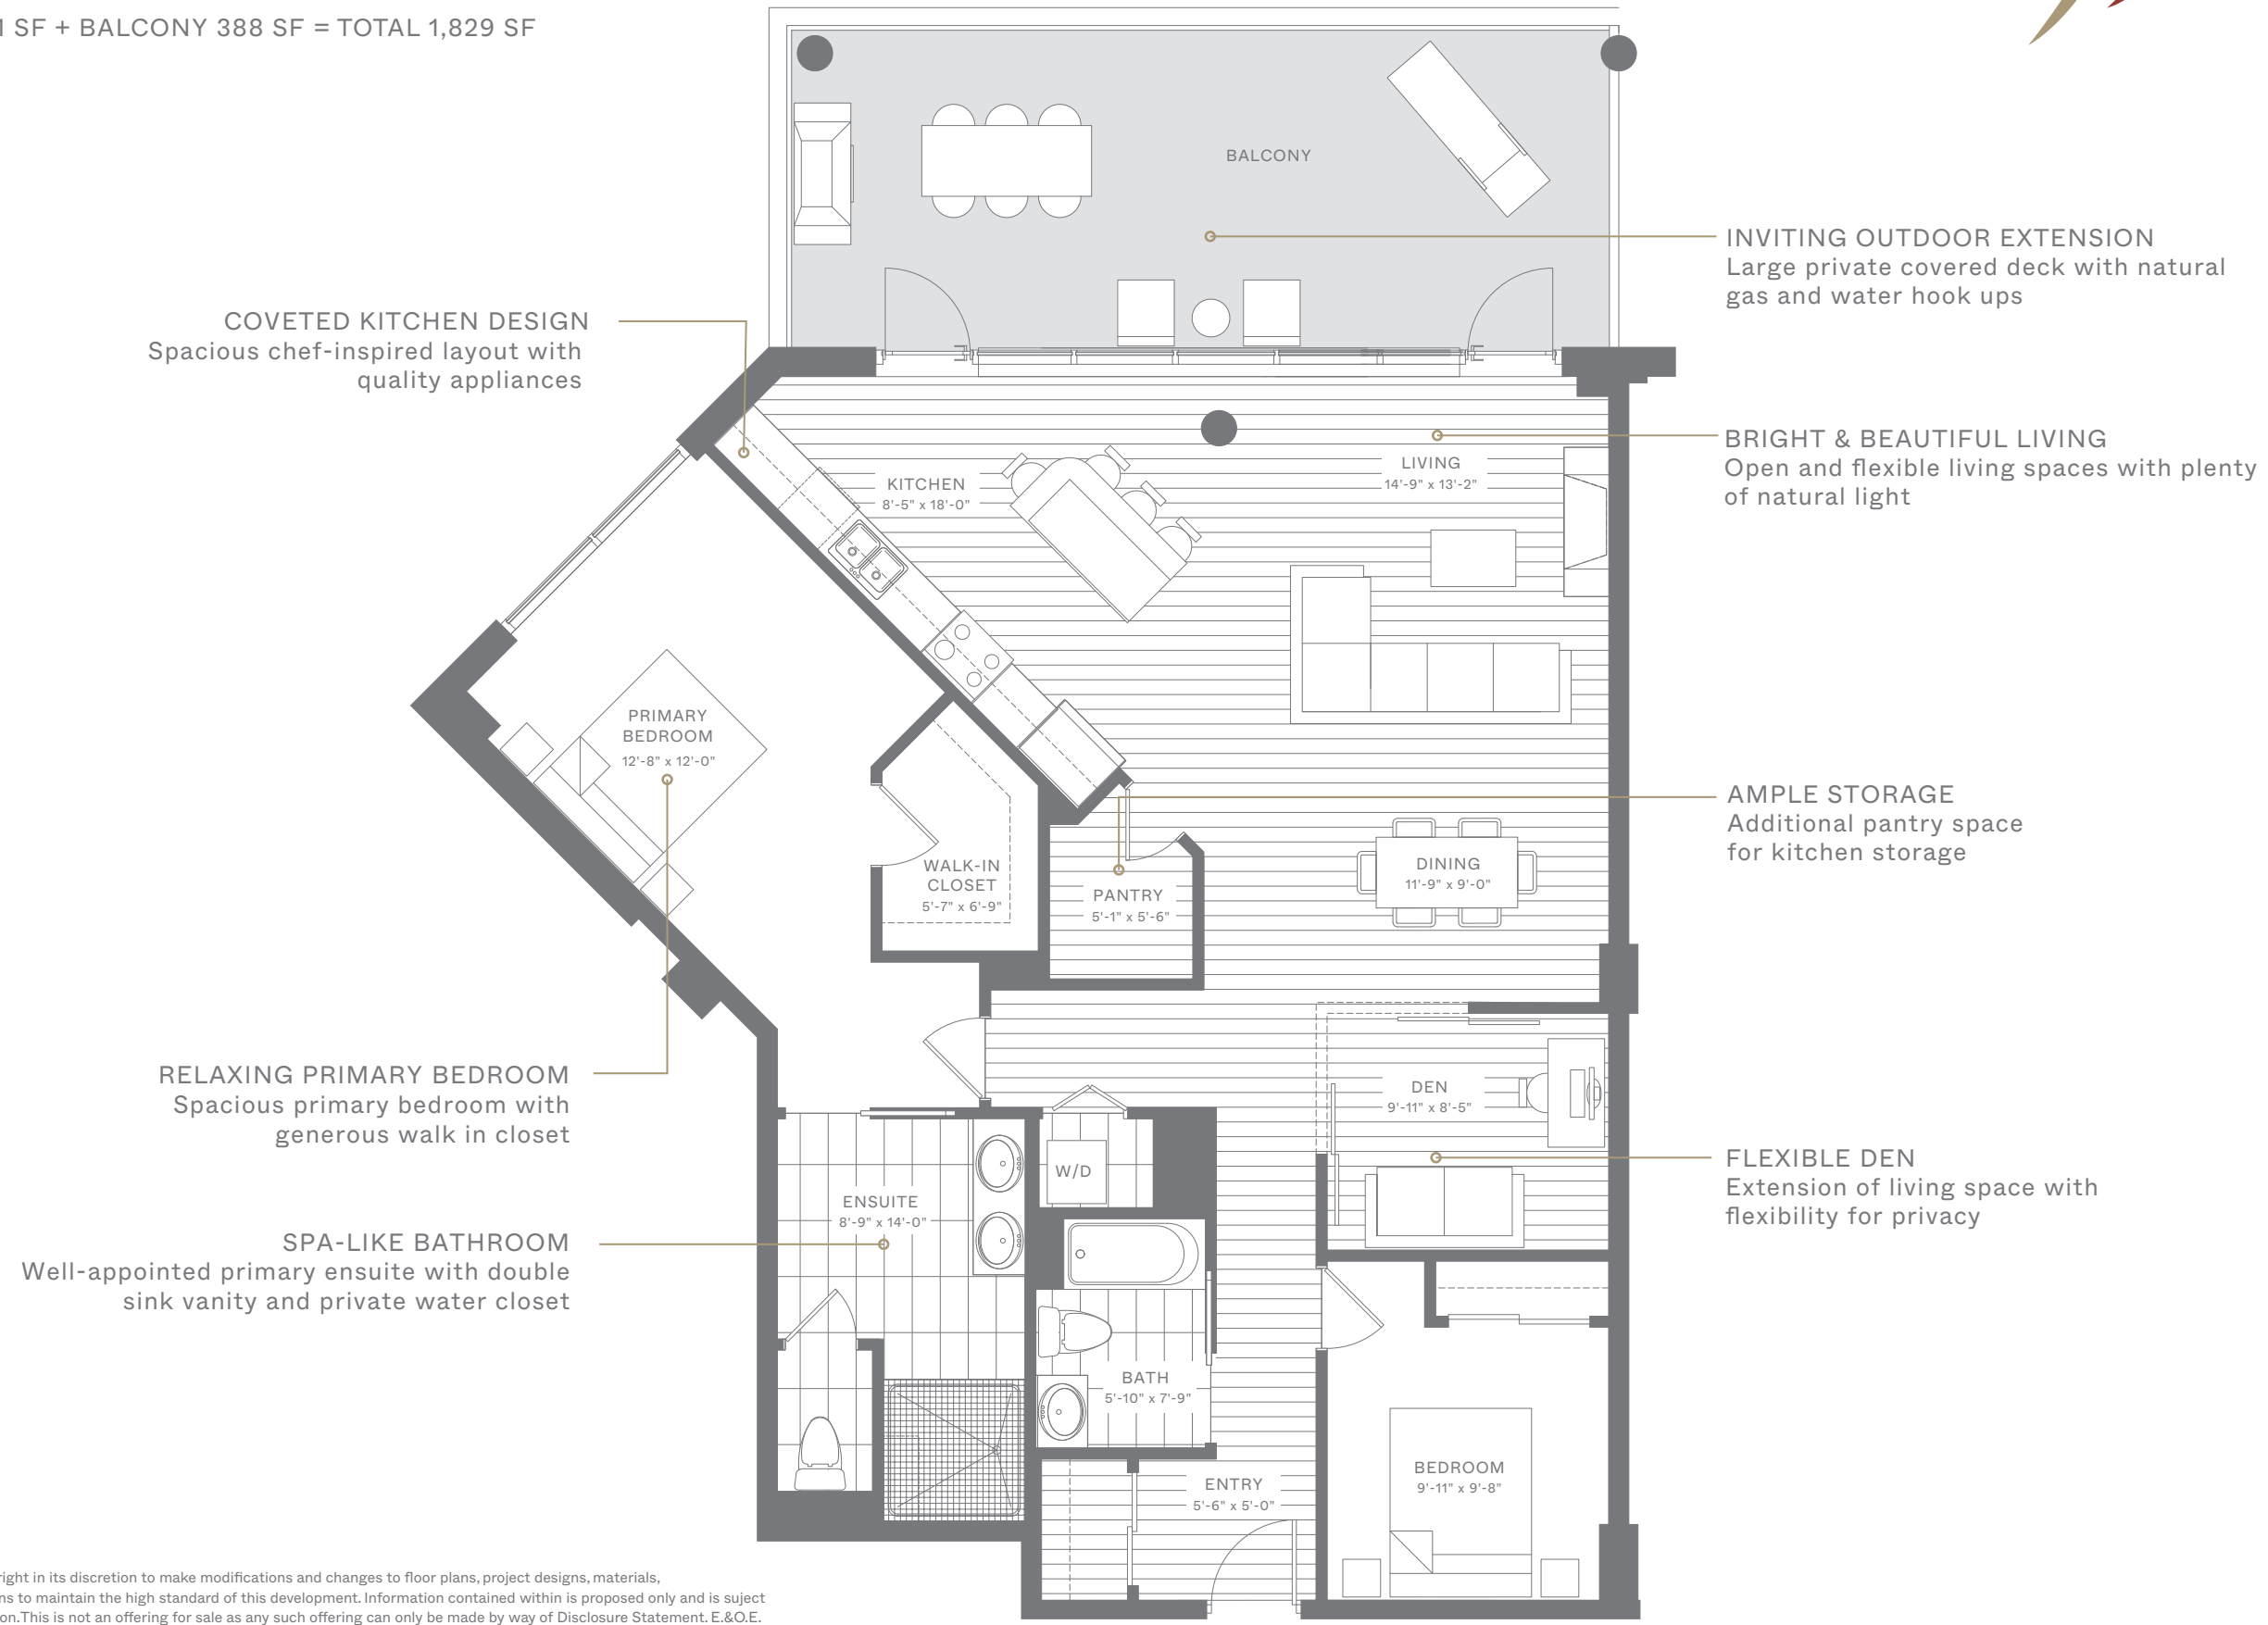 SF + BALCONY 388 SF = TOTAL 1,829 SF
BALCONY
INVITING OUTDOOR EXTENSION
Large private covered deck with natural
gas and water hook ups
COVETED KITCHEN DESIGN
Spacious chef-inspired layout with
quality appliances
BRIGHT & BEAUTIFUL LIVING
Open and flexible living spaces with plenty
of natural light
LIVING
14'-9" x 13'-2"
KITCHEN
8'-5" x 18'-0"
PRIMARY
BEDROOM
12'-8" x 12'-0"
AMPLE STORAGE
Additional pantry space
for kitchen storage
WALK-IN
CLOSET
5'-7" x 6'-9"
PANTRY
5'-1" x 5'-6"
DINING
11'-9" x 9'-0"
RELAXING PRIMARY BEDROOM
Spacious primary bedroom with
generous walk in closet
DEN
9'-11" x 8'-5"
W/D
FLEXIBLE DEN
Extension of living space with
flexibility for privacy
ENSUITE
8'-9" x 14'-0"
SPA-LIKE BATHROOM
Well-appointed primary ensuite with double
sink vanity and private water closet
BATH
5'-10" x 7'-9"
ENTRY
5'-6" x 5'-0"
BEDROOM
9'-11" x 9'-8"
right in its discretion to make modifications and changes to floor plans, project designs, materials,
to maintain the high standard of this development. Information contained within is proposed only and is suject
This is not an offering for sale as any such offering can only be made by way of Disclosure Statement. E.&O.E.